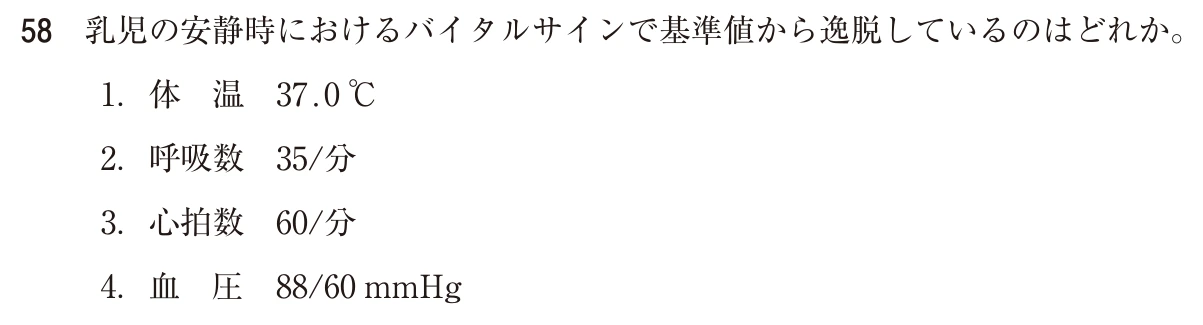 58 乳児の安静時におけるバイタルサインで基準値から逸脱しているのはどれか。
1. 体 温 37.0 ℃
2. 呼吸数 35/分
3. 心拍数 60/分
4. 血 圧 88/60 mmHg